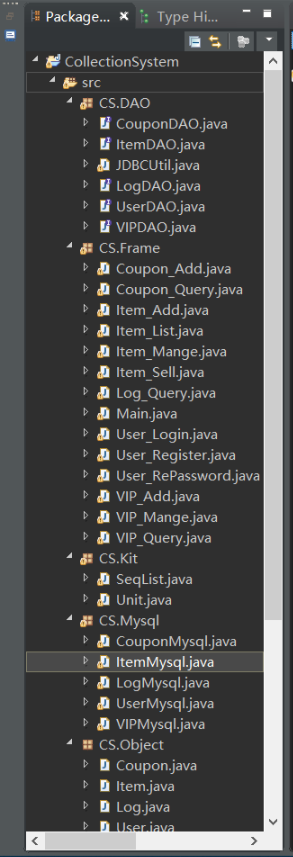 Package...
Type Hi...
CollectionSystem
src
CS.DAO
CouponDAO.java
ItemDAO.java
JDBCUtil.java
LogDAO.java
UserDAO.java
VIPDAO.java
CS.Frame
Coupon_Add.java
Coupon_Query.java
Item_Add.java
Item_List.java
Item_Mange.java
Item_Sell.java
Log_Query.java
Main.java
User_Login.java
User_Register.java
User_RePassword.java
VIP_Add.java
VIP_Mange.java
VIP_Query.java
CS.Kit
SeqList.java
Unit.java
CS.Mysql
CouponMysql.java
ItemMysql.java
LogMysql.java
UserMysql.java
VIPMysql.java
CS.Object
Coupon.java
Item.java
Log.java
User.java